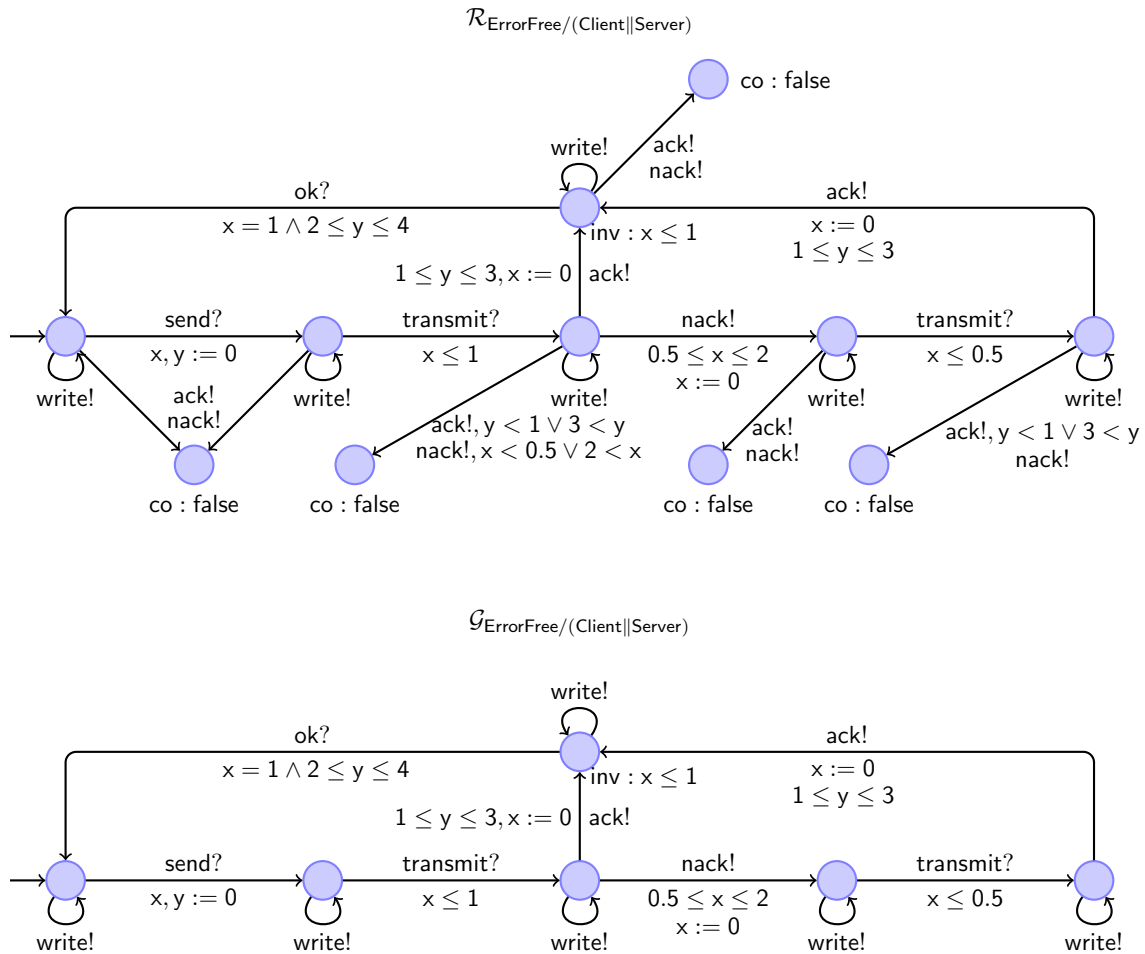 R ErrorFree/(Client∥Server)
co : false
write!
ack!
nack!
ok?
ack!
x = 1 ∧ 2 ≤ y ≤ 4
inv : x ≤ 1
x := 0
1 ≤ y ≤ 3
1 ≤ y ≤ 3, x := 0
ack!
send?
transmit?
nack!
transmit?
x, y := 0
x ≤ 1
0.5 ≤ x ≤ 2
x := 0
x ≤ 0.5
write!
ack!
nack!
write!
write!
write!
write!
ack!, y < 1 ∨ 3 < y
nack!, x < 0.5 ∨ 2 < x
ack!
nack!
ack!, y < 1 ∨ 3 < y
nack!
co : false
co : false
co : false
co : false
G ErrorFree/(Client∥Server)
write!
ok?
ack!
x = 1 ∧ 2 ≤ y ≤ 4
inv : x ≤ 1
x := 0
1 ≤ y ≤ 3
1 ≤ y ≤ 3, x := 0
ack!
send?
transmit?
nack!
transmit?
x, y := 0
x ≤ 1
0.5 ≤ x ≤ 2
x := 0
x ≤ 0.5
write!
write!
write!
write!
write!